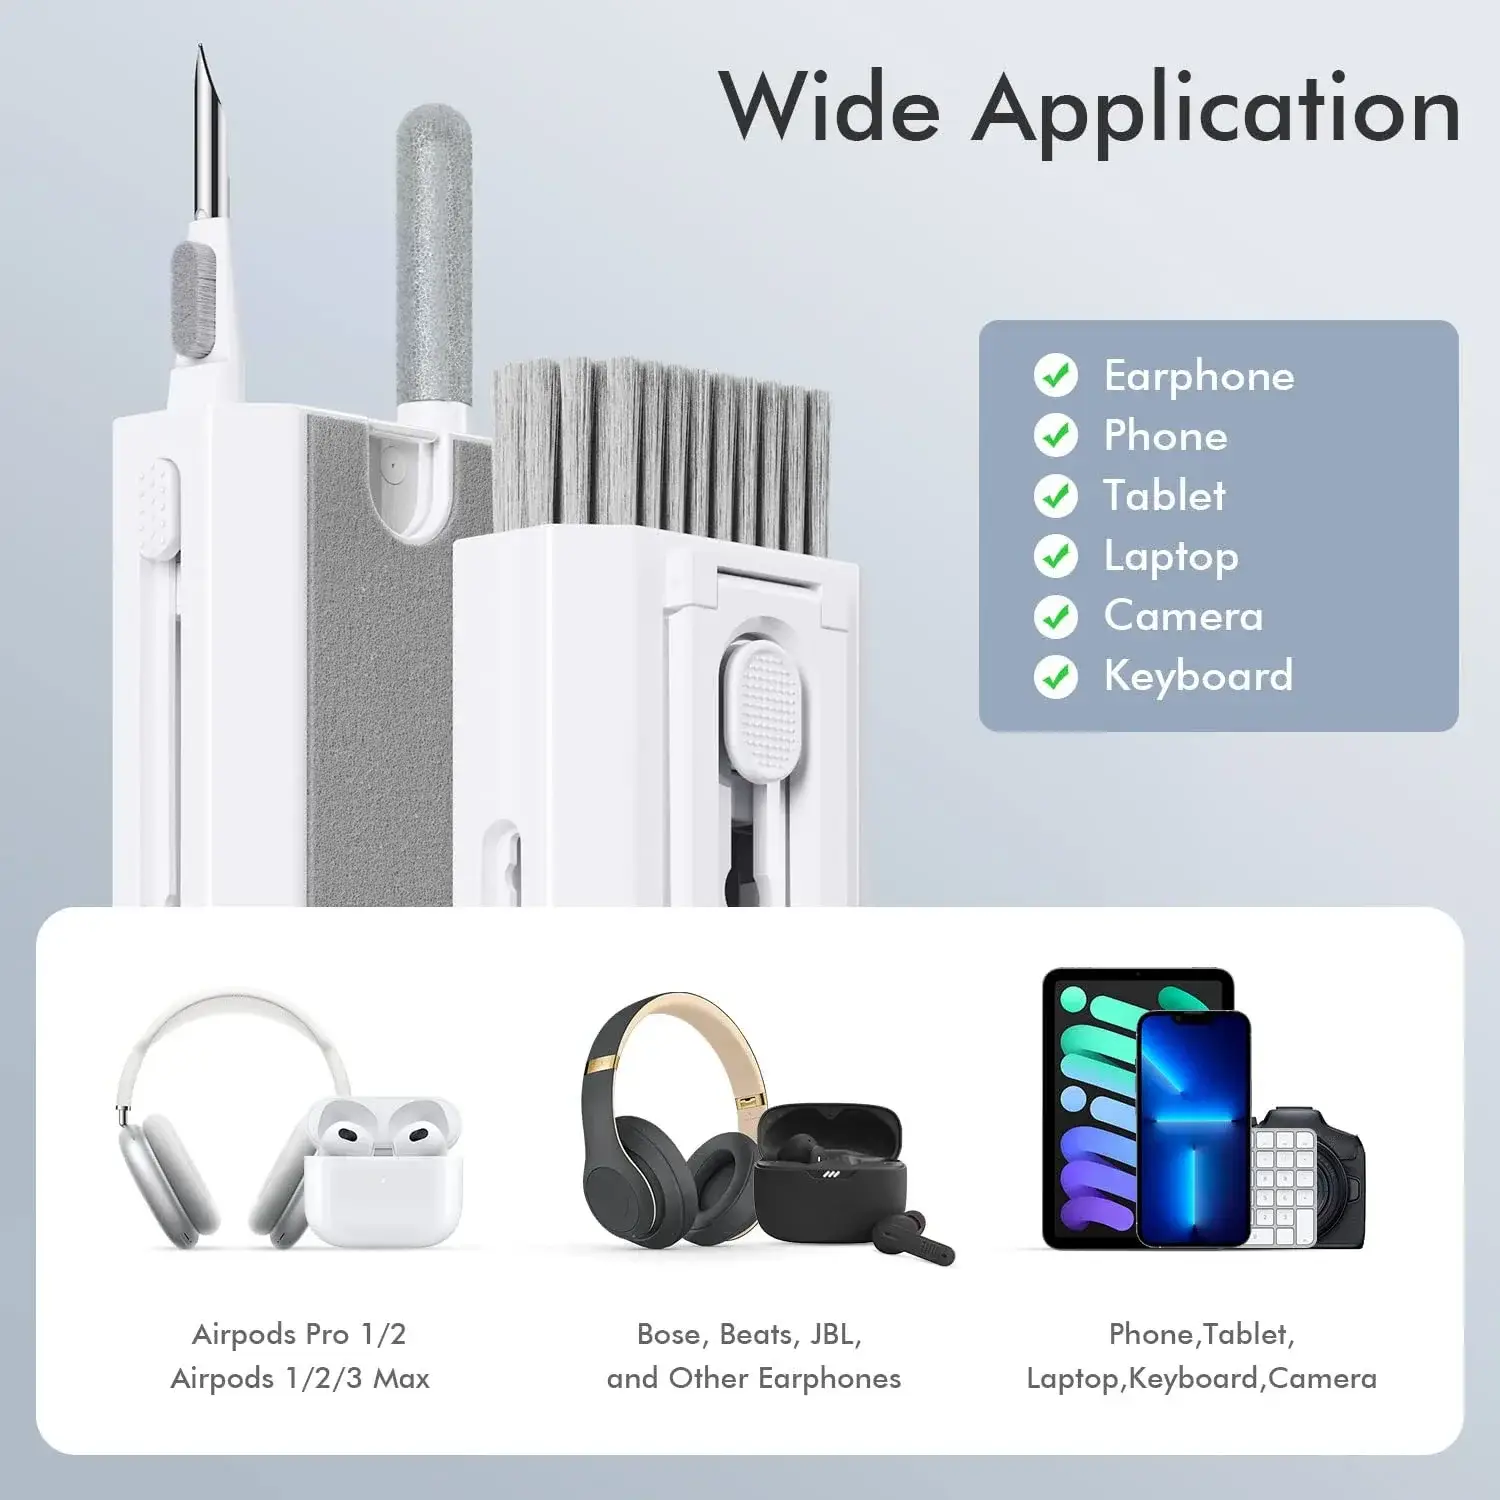 Wide Application
Earphone
Phone
Tablet
Laptop
Camera
Keyboard
Airpods Pro 1/2
Airpods 1/2/3 Max
Bose, Beats, JBL,
and Other Earphones
Phone,Tablet,
Laptop,Keyboard,Camera